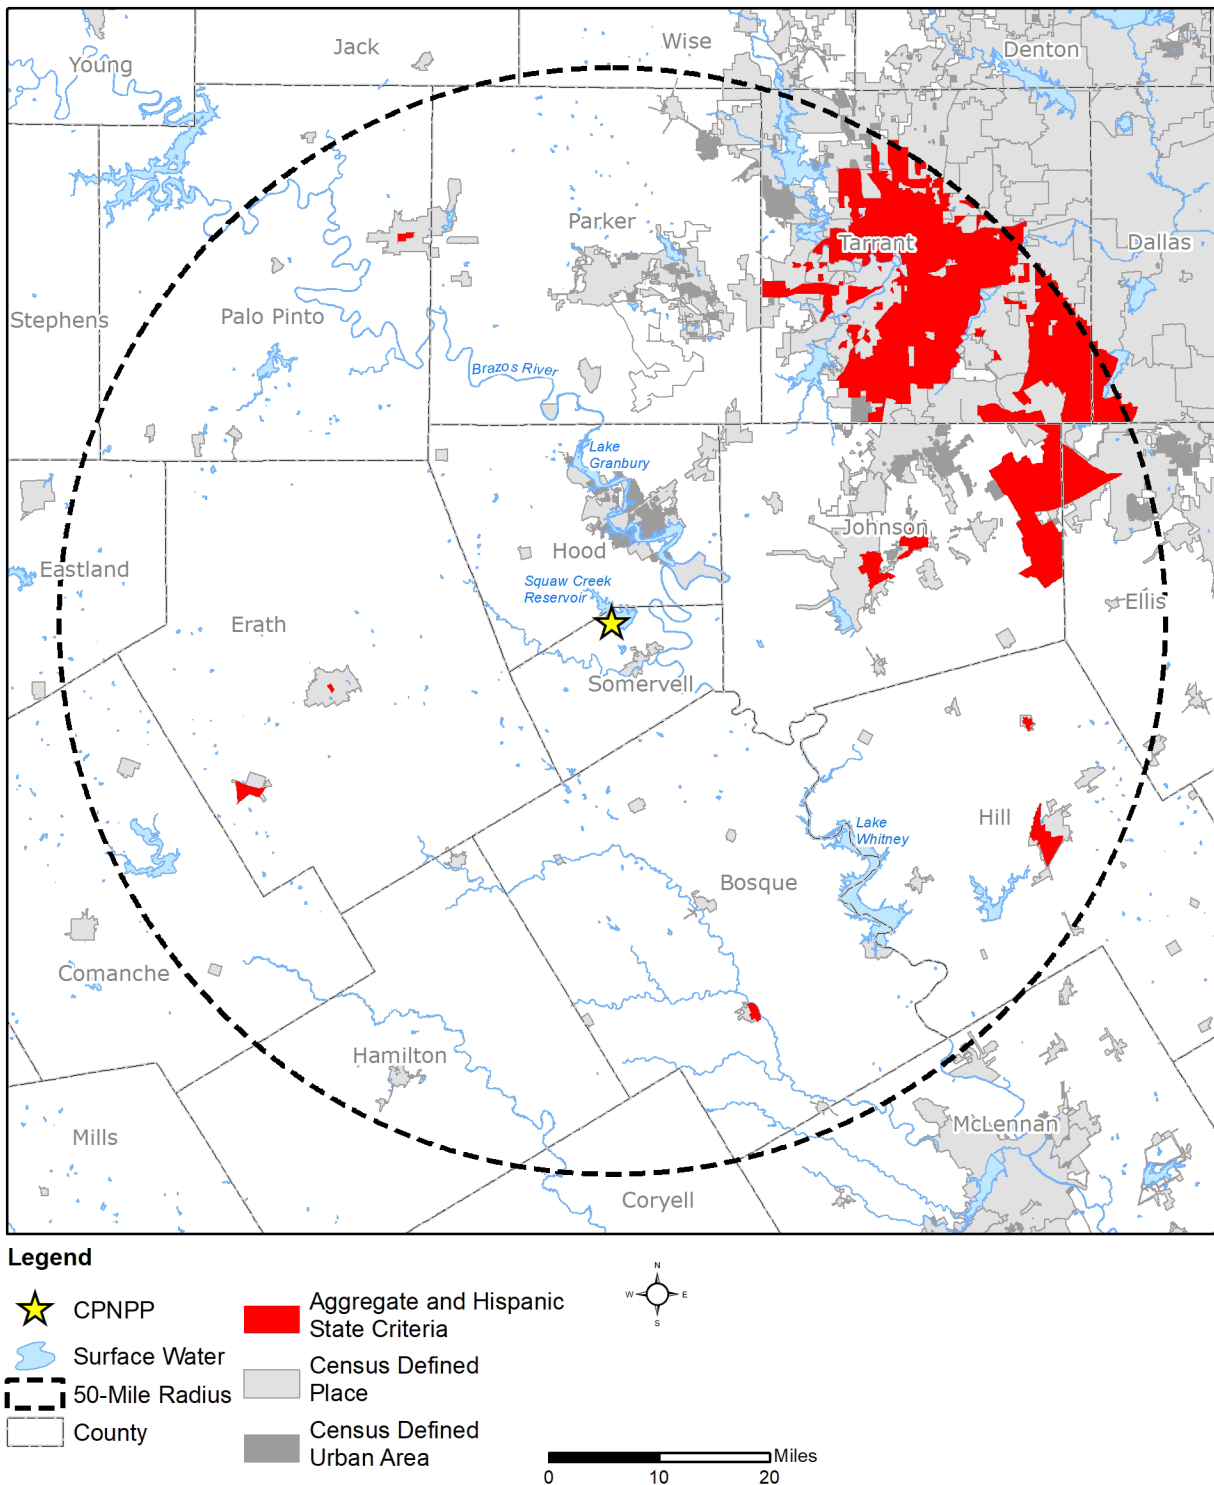 Jack
Wise
Denton
Young
Parker
Tarrant
Dallas
Stephens
Palo Pinto
Brazos River
Lake
Granbury
Johnson
Hood
Eastland
Squaw Creek
Reservoir
Ellis
Erath
Somervell
Lake
Whitney
Hill
Bosque
Comanche
Hamilton
McLennan
Mills
Coryell
Legend
CPNPP
Surface Water
50-Mile Radius
County
Aggregate and Hispanic
State Criteria
Census Defined
Place
Census Defined
Urban Area
N
W
E
S
Miles
0
10
20